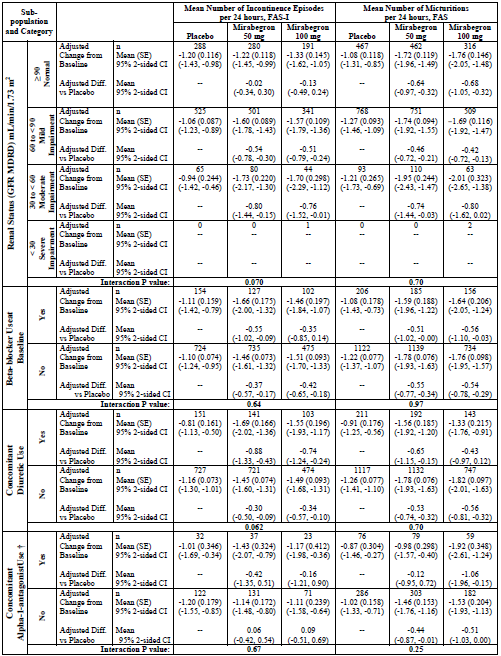 Sub-population and Category
Mean Number of Incontinence Episodes per 24 hours, FAS-I
Mean Number of Micturitions per 24 hours, FAS
Placebo Mirabegron 50 mg Mirabegron 100 mg Placebo Mirabegron 50 mg Mirabegron 100 mg
Renal Status (GFR MDRD) mL/min/1.73 m²
≥ 90 Normal
n 288 280 191 467 462 316
Adjusted Change from Baseline Mean (SE) -1.20 (0.116) -1.22 (0.118) -1.33 (0.145) -1.08 (0.118) -1.72 (0.119) -1.76 (0.146)
95% 2-sided CI (-1.43, -0.98) (-1.45, -0.99) (-1.62, -1.05) (-1.31, -0.85) (-1.96, -1.49) (-2.05, -1.48)
Adjusted Diff. vs Placebo Mean -- -0.02 -0.13 -- -0.64 -0.68
95% 2-sided CI (-0.34, 0.30) (-0.49, 0.24) (-0.97, -0.32) (-1.05, -0.32)
60 to < 90 Mild Impairment
n 525 501 341 768 751 509
Adjusted Change from Baseline Mean (SE) -1.06 (0.087) -1.60 (0.089) -1.57 (0.109) -1.27 (0.093) -1.74 (0.094) -1.69 (0.116)
95% 2-sided CI (-1.23, -0.89) (-1.78, -1.43) (-1.79, -1.36) (-1.46, -1.09) (-1.92, -1.55) (-1.92, -1.47)
Adjusted Diff. vs Placebo Mean -- -0.54 -0.51 -- -0.46 -0.42
95% 2-sided CI (-0.78, -0.30) (-0.79, -0.24) (-0.72, -0.21) (-0.72, -0.13)
30 to < 60 Moderate Impairment
n 65 80 44 93 110 63
Adjusted Change from Baseline Mean (SE) -0.94 (0.244) -1.73 (0.220) -1.70 (0.298) -1.21 (0.265) -1.95 (0.244) -2.01 (0.323)
95% 2-sided CI (-1.42, -0.46) (-2.17, -1.30) (-2.29, -1.12) (-1.73, -0.69) (-2.43, -1.47) (-2.65, -1.38)
Adjusted Diff. vs Placebo Mean -- -0.80 -0.76 -- -0.74 -0.80
95% 2-sided CI (-1.44, -0.15) (-1.52, -0.01) (-1.44, -0.03) (-1.62, 0.02)
< 30 Severe Impairment
n 0 0 1 0 0 2
Adjusted Change from Baseline Mean (SE) -- -- -- -- -- --
95% 2-sided CI
Adjusted Diff. vs Placebo Mean -- -- -- -- -- --
95% 2-sided CI
Interaction P value: 0.070 0.70
Beta-blocker Use at Baseline
Yes
n 154 127 102 206 185 156
Adjusted Change from Baseline Mean (SE) -1.11 (0.159) -1.66 (0.175) -1.46 (0.197) -1.08 (0.178) -1.59 (0.188) -1.64 (0.206)
95% 2-sided CI (-1.42, -0.79) (-2.00, -1.32) (-1.84, -1.07) (-1.43, -0.73) (-1.96, -1.22) (-2.05, -1.24)
Adjusted Diff. vs Placebo Mean -- -0.55 -0.35 -- -0.51 -0.56
95% 2-sided CI (-1.02, -0.09) (-0.85, 0.14) (-1.02, -0.00) (-1.10, -0.03)
No
n 724 735 475 1122 1139 734
Adjusted Change from Baseline Mean (SE) -1.10 (0.074) -1.46 (0.073) -1.51 (0.093) -1.22 (0.077) -1.78 (0.076) -1.76 (0.098)
95% 2-sided CI (-1.24, -0.95) (-1.61, -1.32) (-1.70, -1.33) (-1.37, -1.07) (-1.93, -1.63) (-1.95, -1.57)
Adjusted Diff. vs Placebo Mean -- -0.37 -0.42 -- -0.55 -0.54
95% 2-sided CI (-0.57, -0.17) (-0.65, -0.18) (-0.77, -0.34) (-0.78, -0.29)
Interaction P value: 0.64 0.97
Concomitant Diuretic Use
Yes
n 151 141 103 211 192 143
Adjusted Change from Baseline Mean (SE) -0.81 (0.161) -1.69 (0.166) -1.55 (0.196) -0.91 (0.176) -1.56 (0.185) -1.33 (0.215)
95% 2-sided CI (-1.13, -0.50) (-2.02, -1.36) (-1.93, -1.17) (-1.25, -0.56) (-1.92, -1.20) (-1.76, -0.91)
Adjusted Diff. vs Placebo Mean -- -0.88 -0.74 -- -0.65 -0.43
95% 2-sided CI (-1.33, -0.43) (-1.24, -0.24) (-1.15, -0.15) (-0.97, 0.12)
No
n 727 721 474 1117 1132 747
Adjusted Change from Baseline Mean (SE) -1.16 (0.073) -1.45 (0.074) -1.49 (0.093) -1.26 (0.077) -1.78 (0.076) -1.82 (0.097)
95% 2-sided CI (-1.30, -1.01) (-1.60, -1.31) (-1.68, -1.31) (-1.41, -1.10) (-1.93, -1.63) (-2.01, -1.63)
Adjusted Diff. vs Placebo Mean -- -0.30 -0.34 -- -0.53 -0.56
95% 2-sided CI (-0.50, -0.09) (-0.57, -0.10) (-0.74, -0.32) (-0.81, -0.32)
Interaction P value: 0.062 0.70
Concomitant Alpha-1-antagonist Use †
Yes
n 32 37 23 76 79 59
Adjusted Change from Baseline Mean (SE) -1.01 (0.346) -1.43 (0.324) -1.17 (0.412) -0.87 (0.304) -0.98 (0.298) -1.92 (0.348)
95% 2-sided CI (-1.69, -0.34) (-2.07, -0.79) (-1.98, -0.36) (-1.46, -0.27) (-1.57, -0.40) (-2.61, -1.24)
Adjusted Diff. vs Placebo Mean -- -0.42 -0.16 -- -0.12 -1.06
95% 2-sided CI (-1.35, 0.51) (-1.21, 0.90) (-0.95, 0.72) (-1.96, -0.15)
No
n 122 131 71 286 303 182
Adjusted Change from Baseline Mean (SE) -1.20 (0.179) -1.14 (0.172) -1.11 (0.239) -1.02 (0.158) -1.46 (0.153) -1.53 (0.204)
95% 2-sided CI (-1.55, -0.85) (-1.48, -0.80) (-1.58, -0.64) (-1.33, -0.71) (-1.76, -1.16) (-1.93, -1.13)
Adjusted Diff. vs Placebo Mean -- 0.06 0.09 -- -0.44 -0.51
95% 2-sided CI (-0.42, 0.54) (-0.51, 0.69) (-0.87, -0.01) (-1.03, 0.00)
Interaction P value: 0.67 0.25